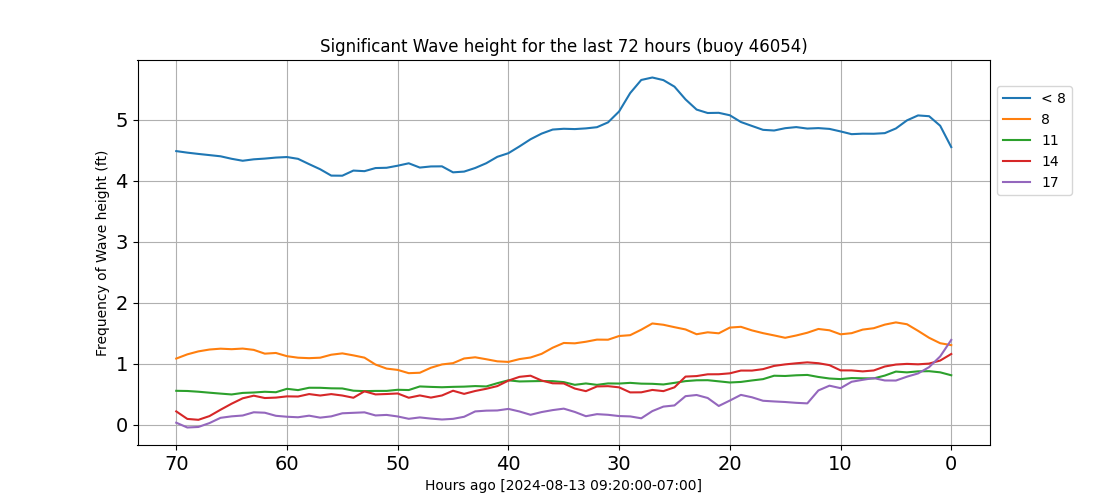 Significant Wave height for the last 72 hours (buoy 46054)
Frequency of Wave height (ft)
5
4
3
2
1
0
70 60 50 40 30 20 10 0
Hours ago [2024-08-13 09:20:00-07:00]
< 8
8
11
14
17